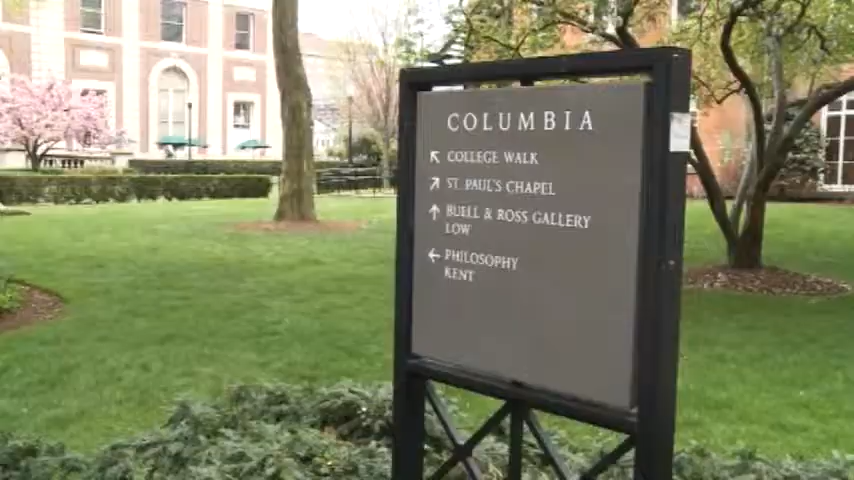 COLUMBIA
↖ COLLEGE WALK
↗ ST. PAUL'S CHAPEL
↑ BUELL & ROSS GALLERY
LOW
← PHILOSOPHY
KENT